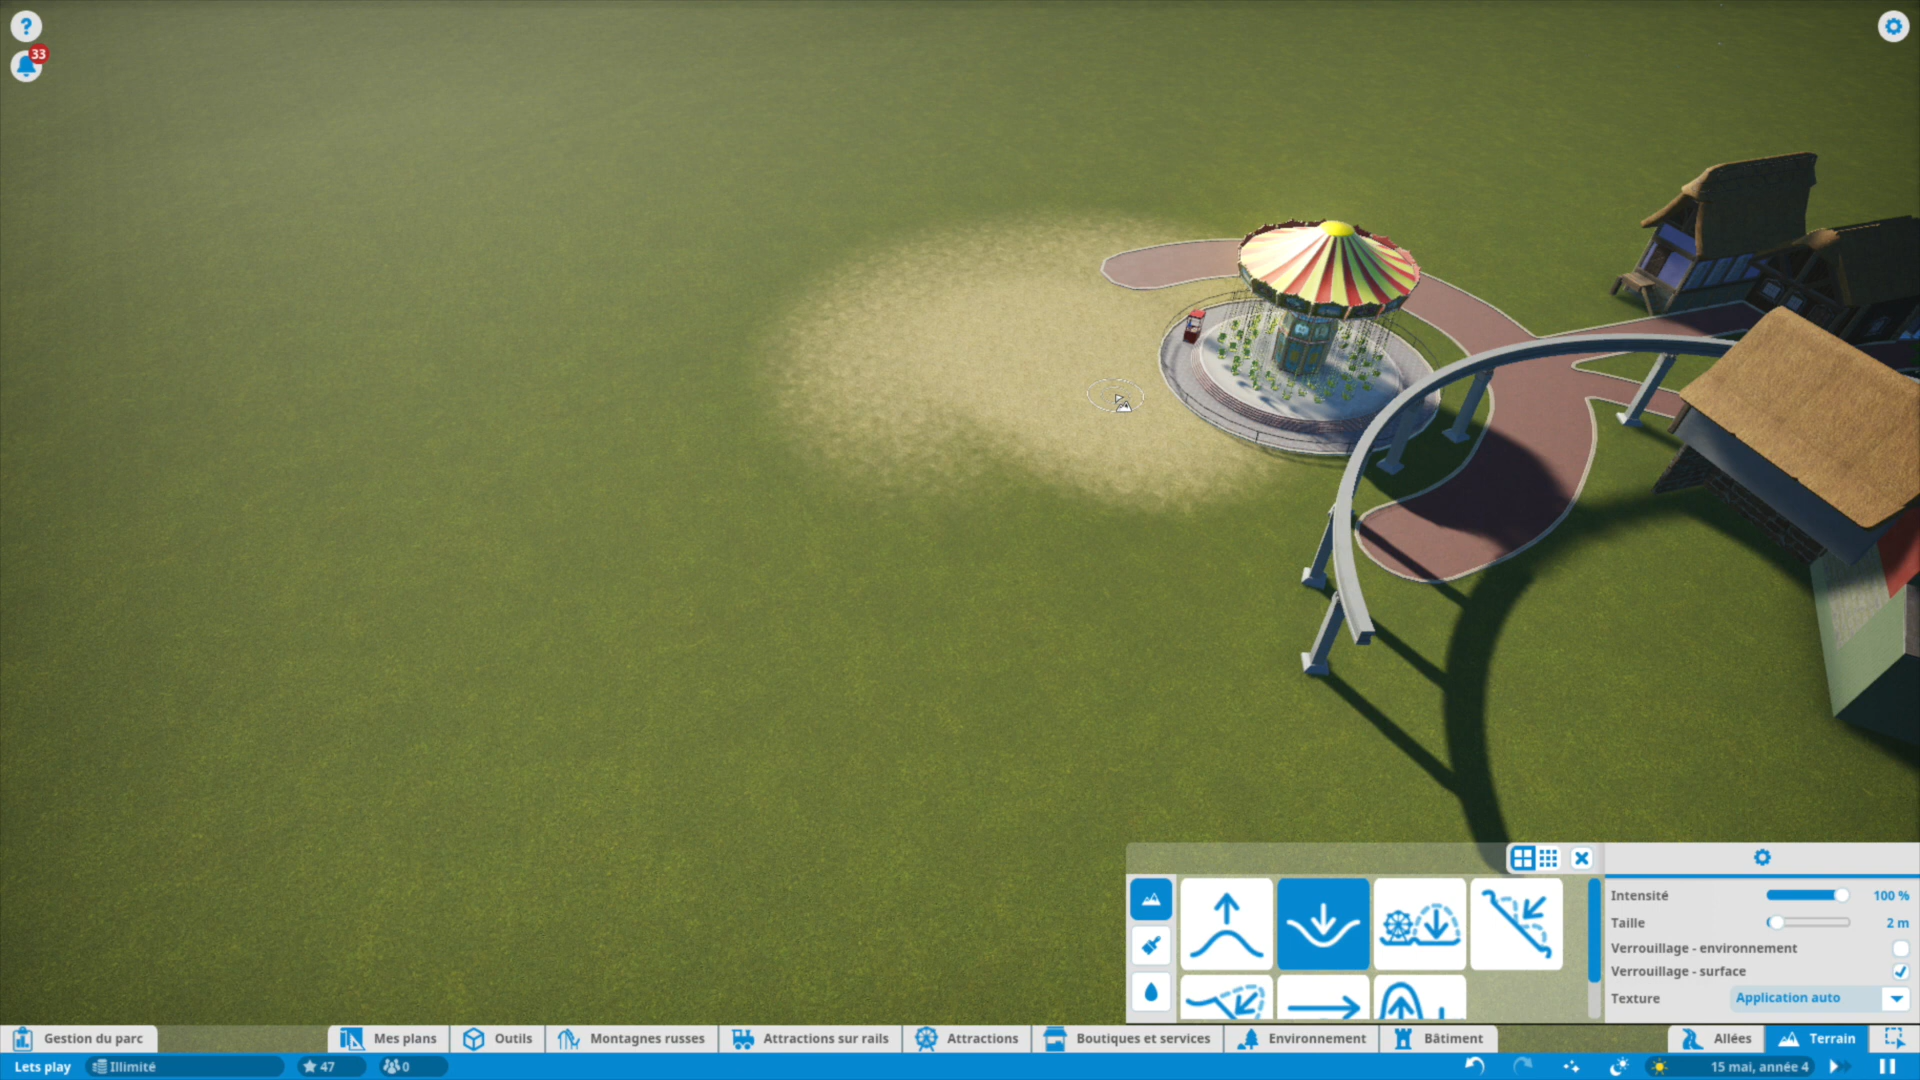 ?
33
Intensité 100 %
Taille 2 m
Verrouillage - environnement
Verrouillage - surface
Texture Application auto
Gestion du parc Mes plans Outils Montagnes russes Attractions sur rails Attractions Boutiques et services Environnement Bâtiment Allées Terrain
Lets play Illimité 47 0 15 mai, année 4